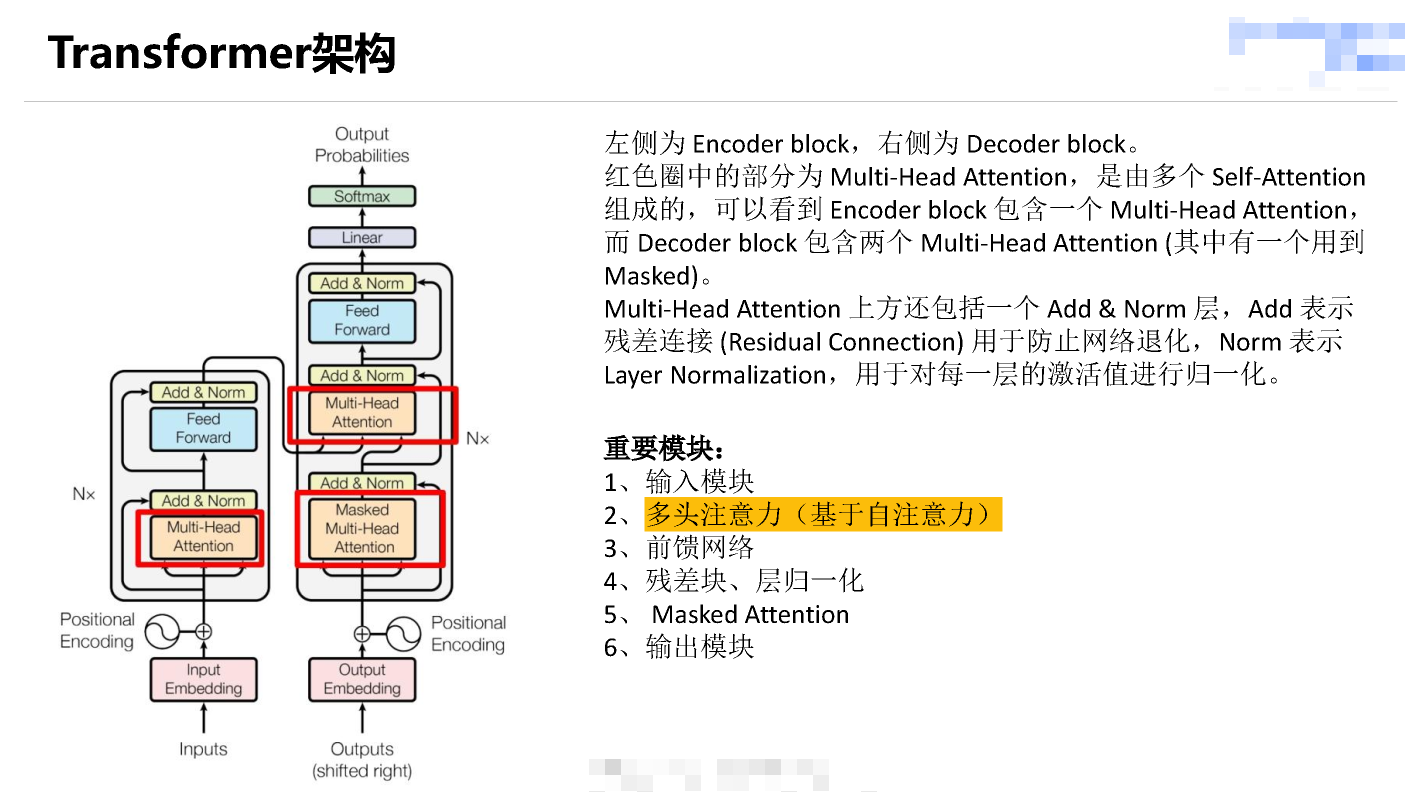 Transformer架构
Output
Probabilities
Softmax
Linear
Add & Norm
Feed
Forward
Add & Norm
Multi-Head
Attention
Nx
Add & Norm
Masked
Multi-Head
Attention
Add & Norm
Feed
Forward
Nx
Add & Norm
Multi-Head
Attention
Positional
Encoding
Positional
Encoding
Input
Embedding
Output
Embedding
Inputs
Outputs
(shifted right)
左侧为 Encoder block，右侧为 Decoder block。
红色圈中的部分为 Multi-Head Attention，是由多个 Self-Attention
组成的，可以看到 Encoder block 包含一个 Multi-Head Attention，
而 Decoder block 包含两个 Multi-Head Attention (其中有一个用到
Masked)。
Multi-Head Attention 上方还包括一个 Add & Norm 层，Add 表示
残差连接 (Residual Connection) 用于防止网络退化，Norm 表示
Layer Normalization，用于对每一层的激活值进行归一化。
重要模块：
1、输入模块
2、多头注意力（基于自注意力）
3、前馈网络
4、残差块、层归一化
5、 Masked Attention
6、输出模块